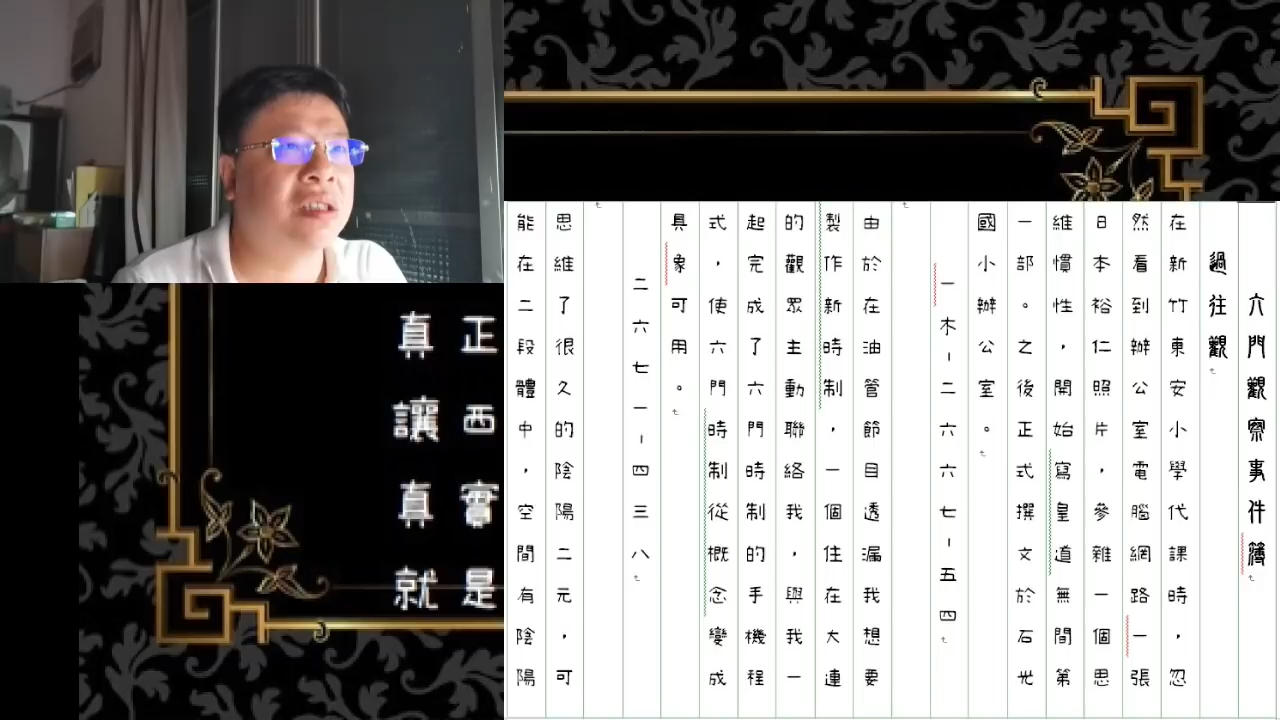 六門觀察事件簿
過往觀
在新竹東安小學代課時，忽
然看到辦公室電腦網路一張
日本裕仁照片，參雜一個思
維慣性，開始寫皇道無間第
一部。之後正式撰文於石光
國小辦公室。
一木-二六六七-五四
由於在油管節目透漏我想要
製作新時制，一個住在大連
的觀眾主動聯絡我，與我一
起完成了六門時制的手機程
式，使六門時制從概念變成
具象可用。
二六七一-四三八
思維了很久的陰陽二元，可
能在二段體中，空間有陰陽
正西實是
真讓真就